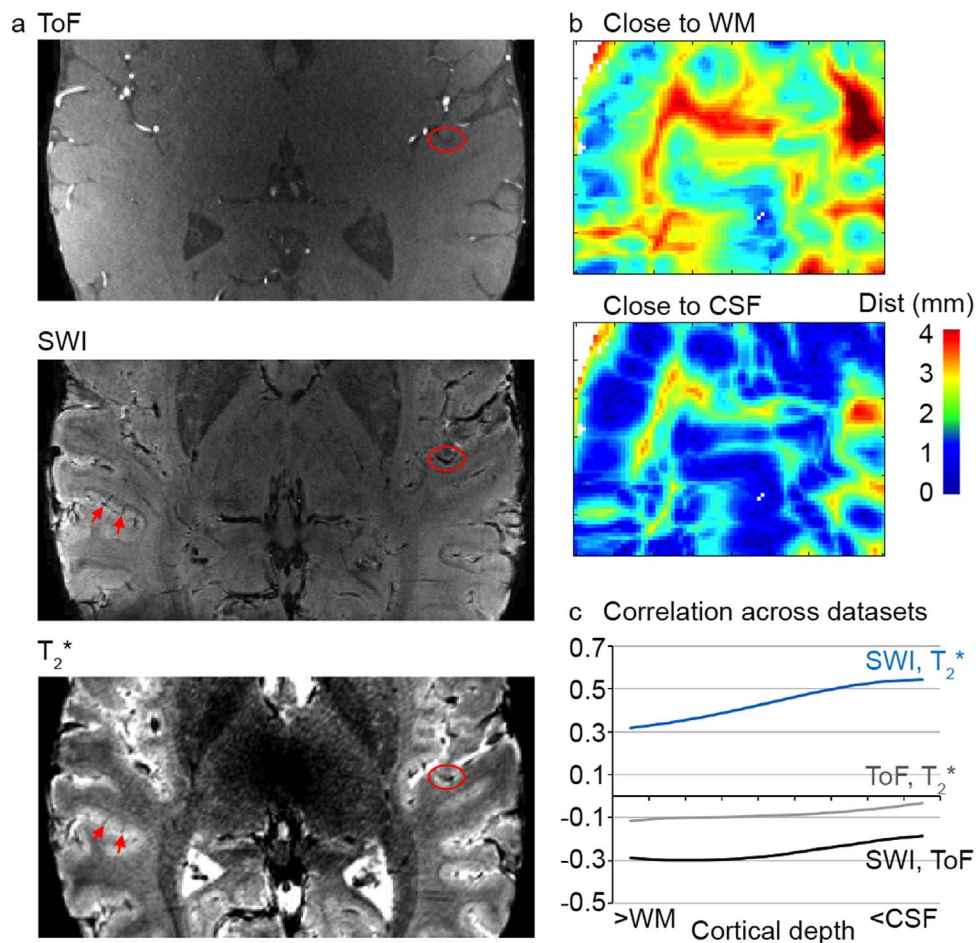 a ToF
SWI
T2*
b Close to WM
Close to CSF
Dist (mm)
4
3
2
1
0
c Correlation across datasets
0.7
0.5
0.3
0.1
-0.1
-0.3
-0.5
SWI, T2*
ToF, T2*
SWI, ToF
>WM Cortical depth <CSF